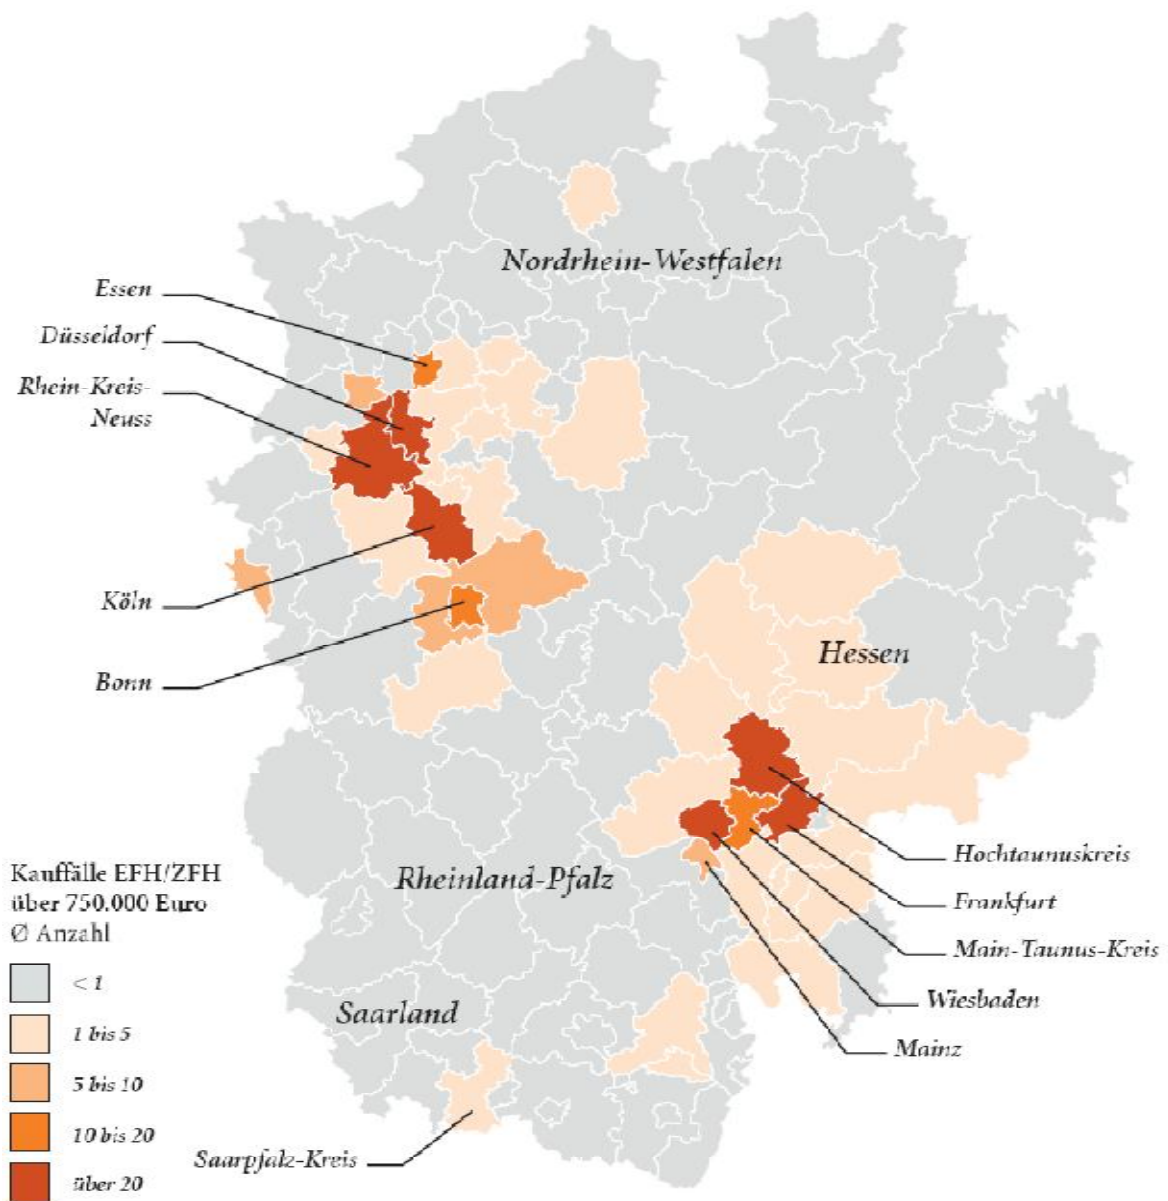 Nordrhein-Westfalen
Essen
Düsseldorf
Rhein-Kreis-
Neuss
Köln
Bonn
Hessen
Hochtaunuskreis
Frankfurt
Main-Taunus-Kreis
Wiesbaden
Mainz
Rheinland-Pfalz
Saarland
Saarpfalz-Kreis
Kauffälle EFH/ZFH
über 750.000 Euro
Ø Anzahl
< 1
1 bis 5
5 bis 10
10 bis 20
über 20